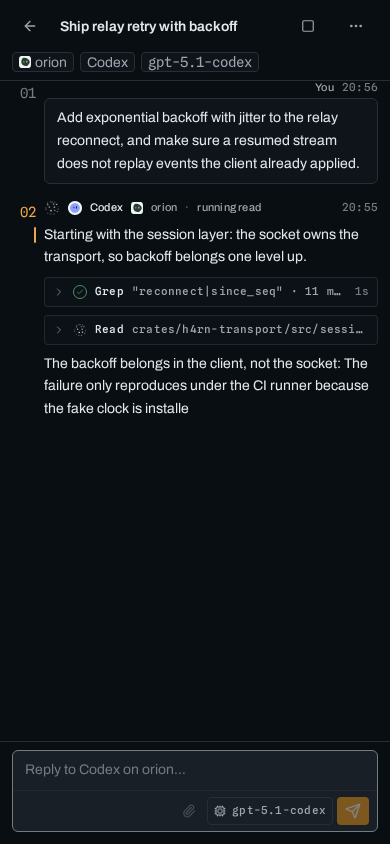 Ship relay retry with backoff
orion Codex gpt-5.1-codex
01 You 20:56
Add exponential backoff with jitter to the relay
reconnect, and make sure a resumed stream
does not replay events the client already applied.
02 Codex orion · running read 20:55
Starting with the session layer: the socket owns the
transport, so backoff belongs one level up.
Grep "reconnect|since_seq" · 11 m… 1s
Read crates/h4rn-transport/src/sessi…
The backoff belongs in the client, not the socket: The
failure only reproduces under the CI runner because
the fake clock is installe
Reply to Codex on orion…
gpt-5.1-codex